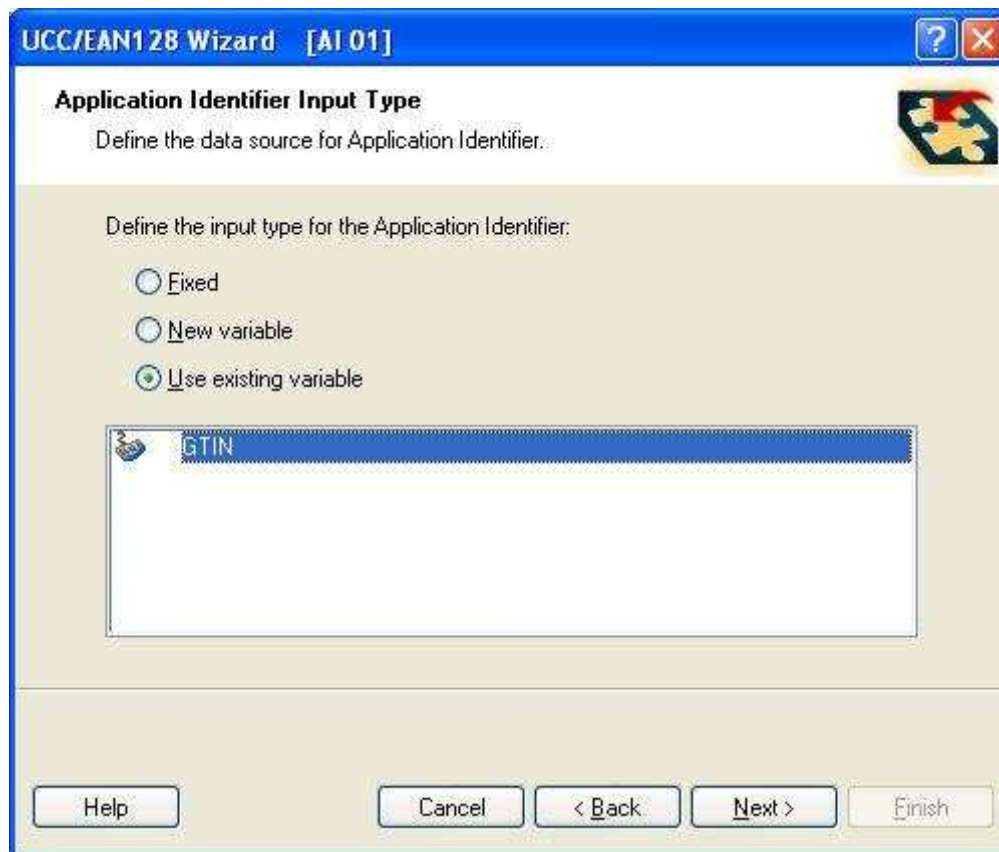 UCC/EAN128 Wizard [AI 01]
?
Application Identifier Input Type
Define the data source for Application Identifier.
Define the input type for the Application Identifier:
Fixed
New variable
Use existing variable
GTIN
Help Cancel < Back Next > Finish